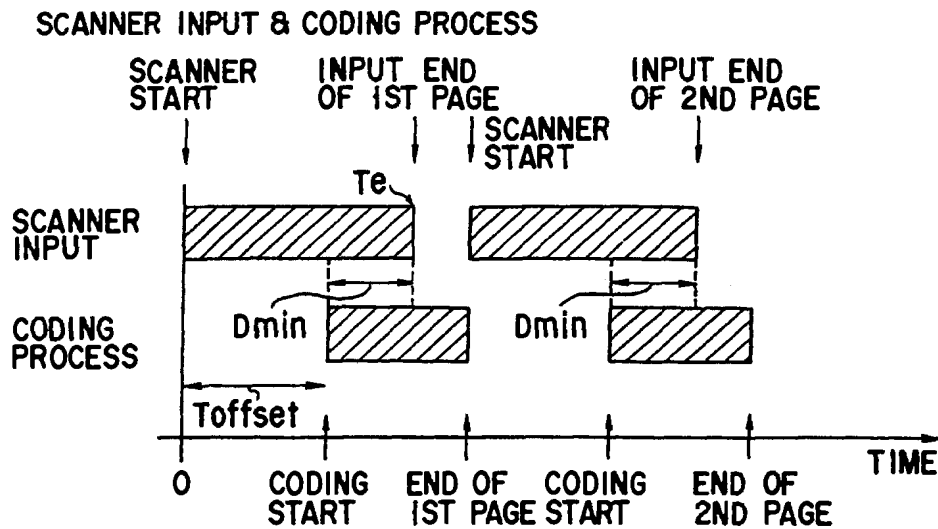 SCANNER INPUT & CODING PROCESS
SCANNER
START
INPUT END
OF 1ST PAGE
SCANNER
START
INPUT END
OF 2ND PAGE
Te
SCANNER
INPUT
Dmin
Dmin
CODING
PROCESS
Toffset
TIME
0
CODING
START
END OF
1ST PAGE
CODING
START
END OF
2ND PAGE